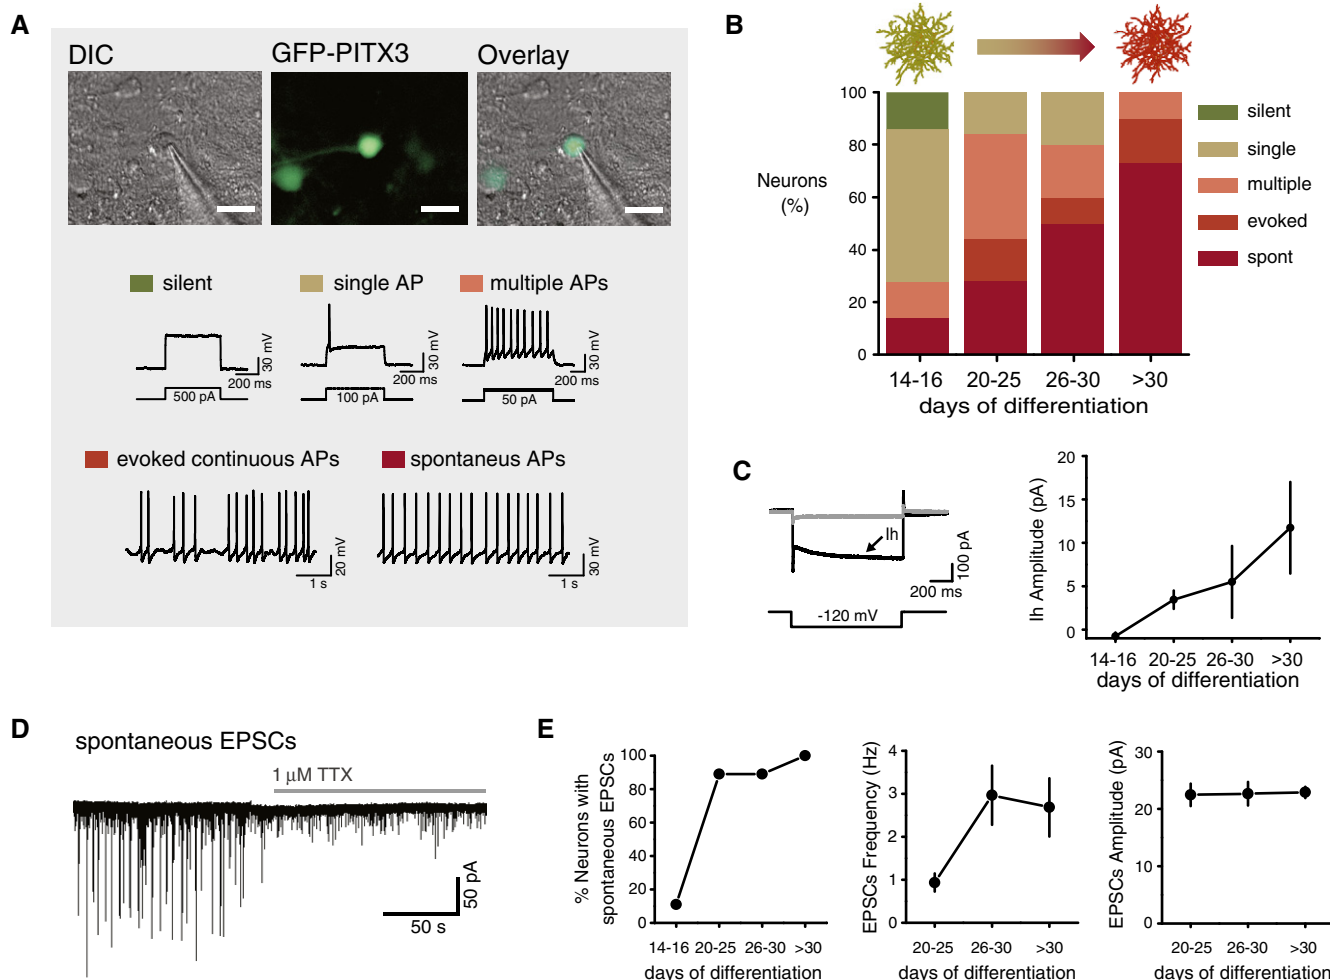 A
DIC
GFP-PITX3
Overlay
silent
single AP
multiple APs
30 mV
200 ms
500 pA
30 mV
200 ms
100 pA
30 mV
200 ms
50 pA
evoked continuous APs
spontaneus APs
20 mV
1 s
30 mV
1 s
B
Neurons
(%)
100
80
60
40
20
0
14-16 20-25 26-30 >30
days of differentiation
silent
single
multiple
evoked
spont
C
Ih
100 pA
200 ms
-120 mV
Ih Amplitude (pA)
20
15
10
5
0
14-16 20-25 26-30 >30
days of differentiation
D
spontaneous EPSCs
1 µM TTX
50 pA
50 s
E
% Neurons with
spontaneous EPSCs
100
80
60
40
20
0
14-16 20-25 26-30 >30
days of differentiation
EPSCs Frequency (Hz)
4
3
2
1
0
20-25 26-30 >30
days of differentiation
EPSCs Amplitude (pA)
30
20
10
0
20-25 26-30 >30
days of differentiation